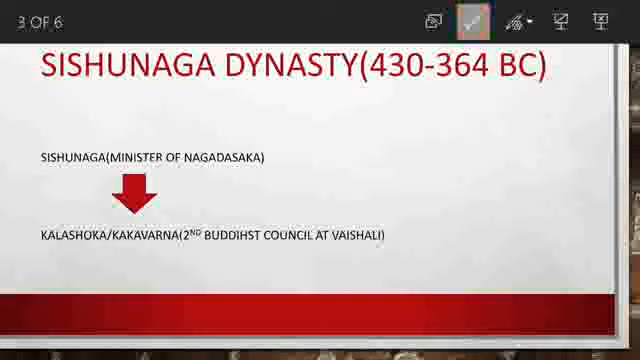 3 OF 6
SISHUNAGA DYNASTY(430-364 BC)
SISHUNAGA(MINISTER OF NAGADASAKA)
KALASHOKA/KAKAVARNA(2ND BUDDIHST COUNCIL AT VAISHALI)